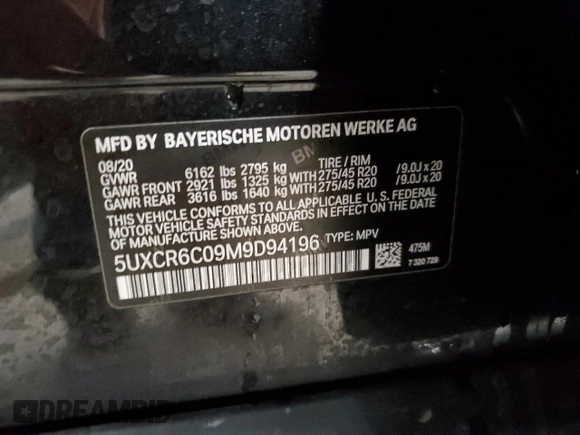 MFD BY BAYERISCHE MOTOREN WERKE AG
08/20 TIRE / RIM
GVWR 6162 lbs 2795 kg
GAWR FRONT 2921 lbs 1325 kg WITH 275/45 R20 /9.0J x 20
GAWR REAR 3616 lbs 1640 kg WITH 275/45 R20 /9.0J x 20
THIS VEHICLE CONFORMS TO ALL APPLICABLE U. S. FEDERAL
MOTOR VEHICLE SAFETY STANDARDS IN EFFECT ON THE DATE OF
MANUFACTURE SHOWN ABOVE.
5UXCR6C09M9D94196 TYPE: MPV
475M
7 320 729
DREAMBID